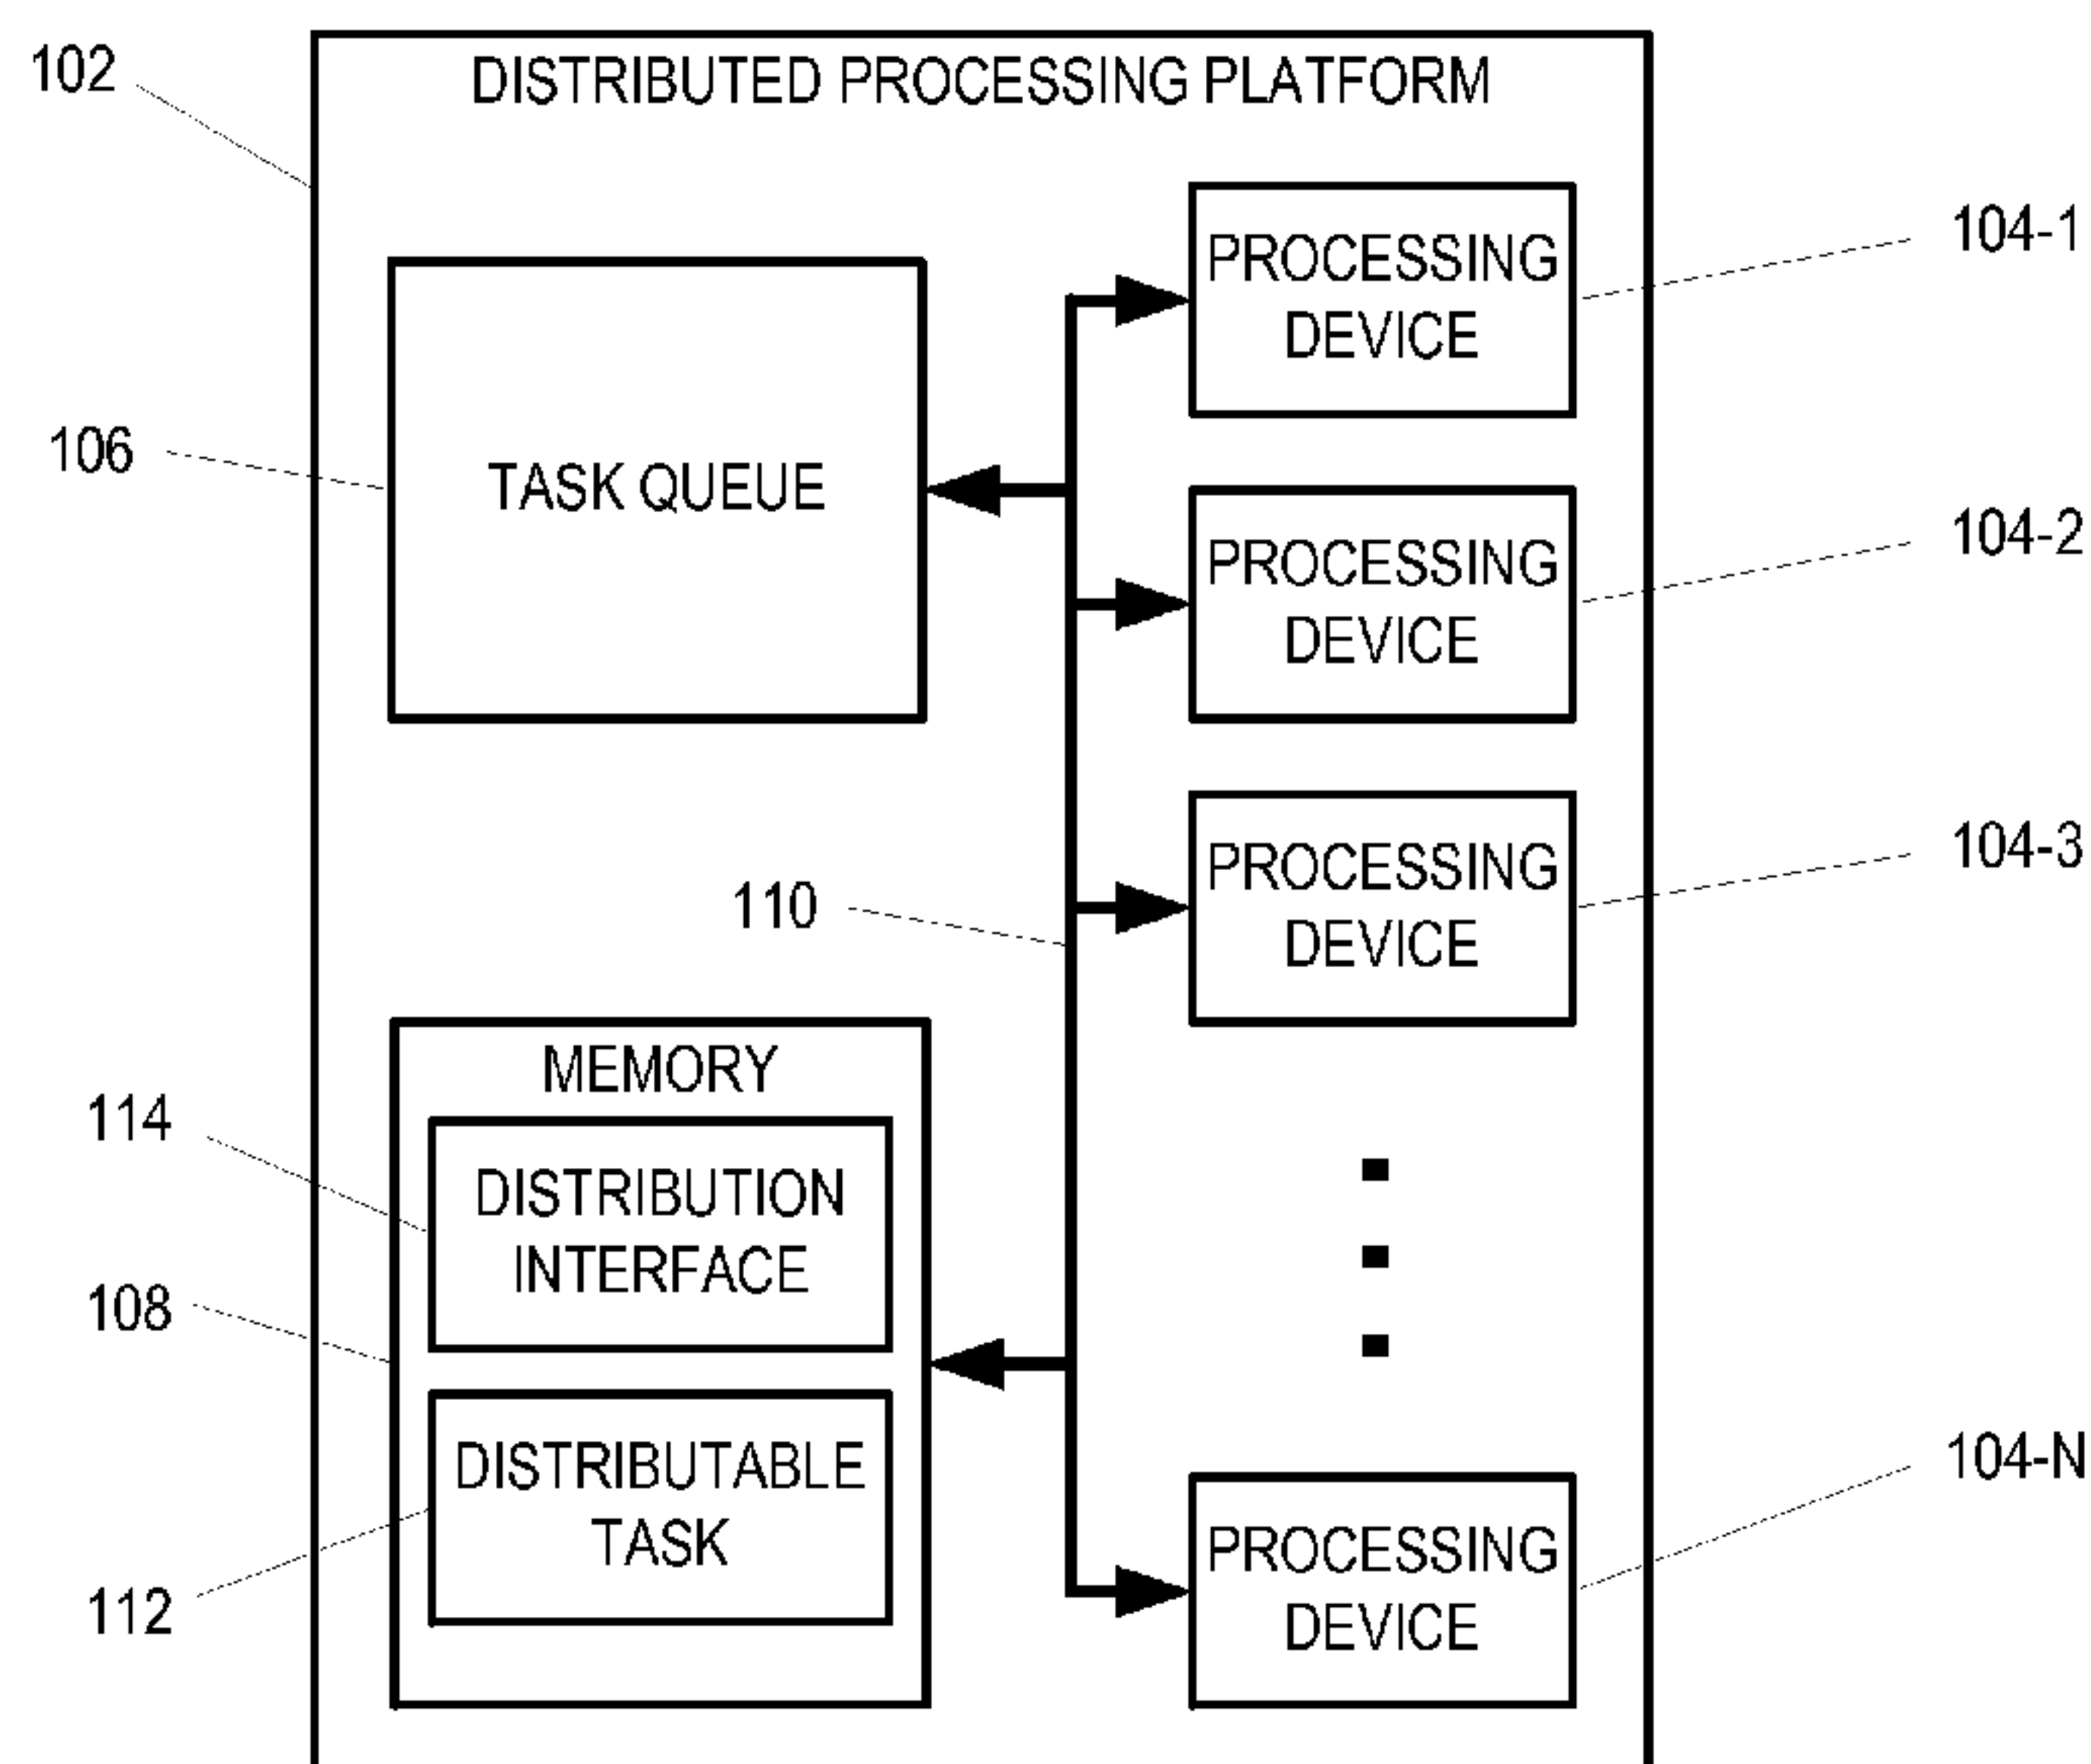 102
DISTRIBUTED PROCESSING PLATFORM
PROCESSING
DEVICE
104-1
106
TASK QUEUE
PROCESSING
DEVICE
104-2
PROCESSING
DEVICE
104-3
110
MEMORY
114
DISTRIBUTION
INTERFACE
108
DISTRIBUTABLE
TASK
112
PROCESSING
DEVICE
104-N